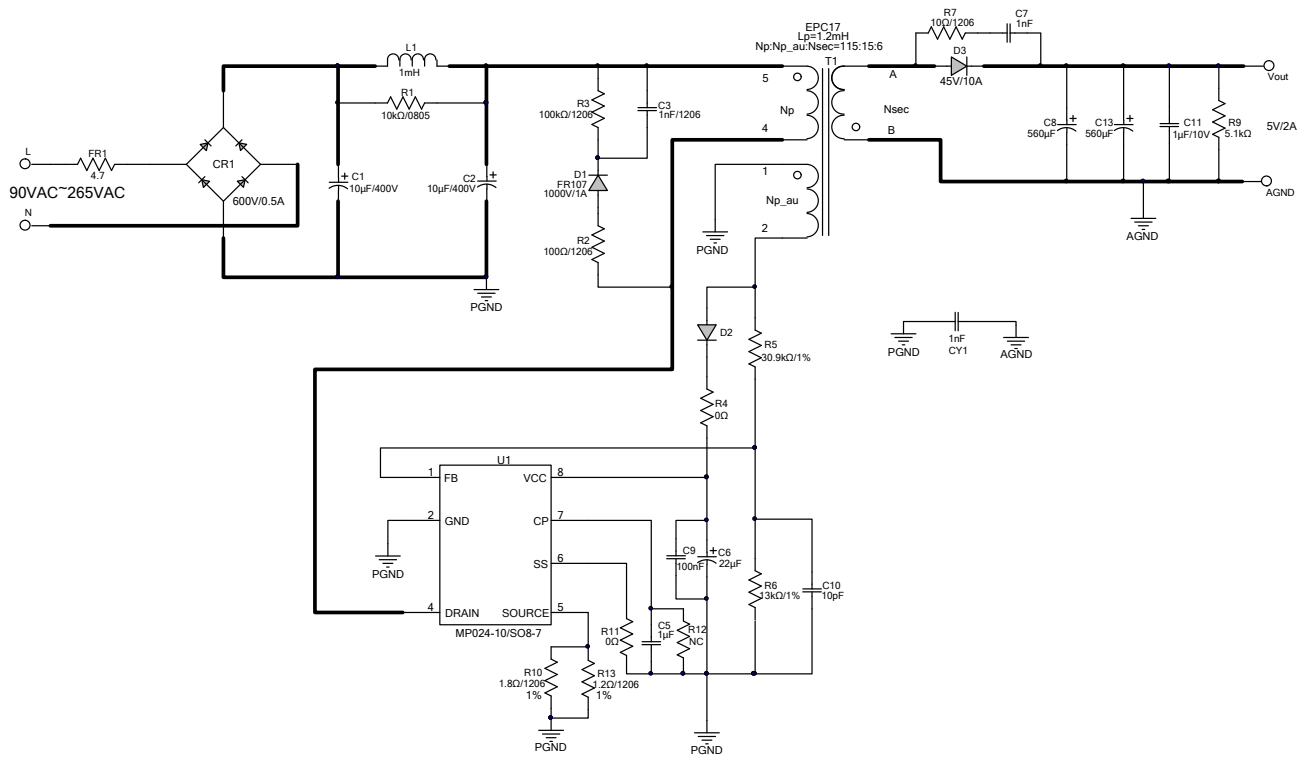 EPC17
Lp=1.2mH
Np:Np_au:Nsec=115:15:6
T1
R7
10Ω/1206
C7
1nF
L1
1mH
R1
10kΩ/0805
R3
100kΩ/1206
C3
1nF/1206
5
Np
4
A
Nsec
B
D3
45V/10A
Vout
C8
560µF
C13
560µF
C11
1µF/10V
R9
5.1kΩ
5V/2A
AGND
AGND
L
FR1
4.7
90VAC~265VAC
N
CR1
600V/0.5A
C1
10µF/400V
C2
10µF/400V
PGND
D1
FR107
1000V/1A
R2
100Ω/1206
1
Np_au
2
PGND
D2
R5
30.9kΩ/1%
R4
0Ω
PGND
1nF
CY1
AGND
U1
1
FB
VCC
8
2
GND
CP
7
SS
6
4
DRAIN
SOURCE
5
MP024-10/SO8-7
PGND
C9
100nF
C6
22µF
R6
13kΩ/1%
C10
10pF
R11
0Ω
C5
1µF
R12
NC
R10
1.8Ω/1206
1%
R13
1.2Ω/1206
1%
PGND
PGND